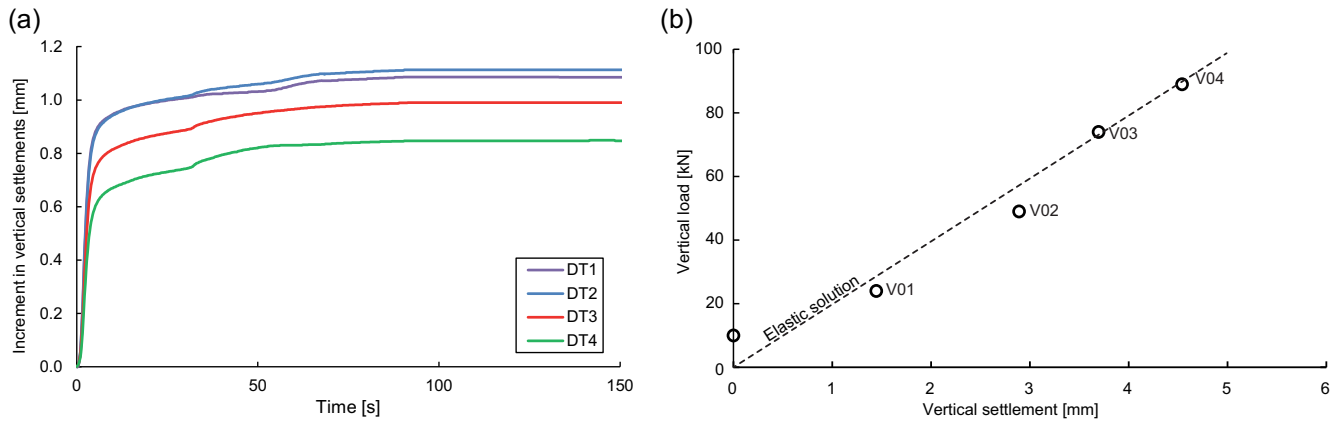 (a)
Increment in vertical settlements [mm]
1.2
1.0
0.8
0.6
0.4
0.2
0.0
0
50
100
150
Time [s]
DT1
DT2
DT3
DT4
(b)
Vertical load [kN]
100
80
60
40
20
0
0
1
2
3
4
5
6
Vertical settlement [mm]
Elastic solution
V01
V02
V03
V04